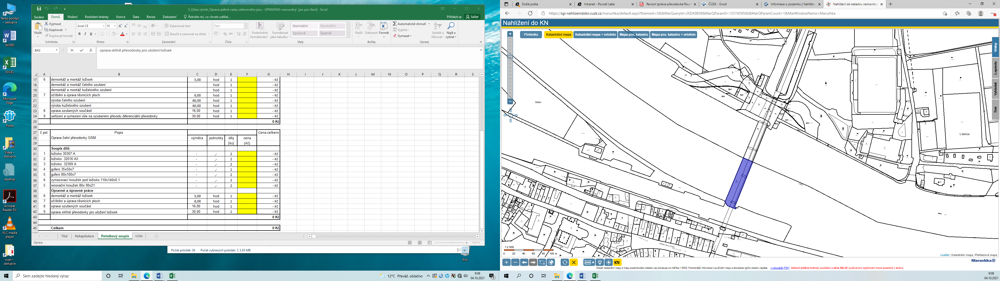 Tento počítač – zástupce
WORD
EXCEL
Microsoft Edge
Pošta
Videa – zástupce
desktop
Acrobat Reader DC
VLC media player
scan – zástupce
5_Výkaz výměr_Oprava zpětné vazby sektorového jezu - UPRAVENO-neoceněný [jen pro čtení] - Excel
Soubor Domů Vložení Rozložení stránky Vzorce Data Revize Zobrazení Řekněte mi, co chcete udělat... Přihlásit se Sdílet
Vložit
Vyjmout
Kopírovat
Kopírovat formát
Schránka
Arial CE 10
B I U
Písmo
Zalamovat text
Sloučit a zarovnat na střed
Zarovnání
Text
Číslo
Podmíněné formátování
Formátovat jako tabulku
Normální Neutrální
Správně Špatně
Styly
Vložit Odstranit Formát
Buňky
Automatické shrnutí
Vyplnit
Vymazat
Seřadit a filtrovat
Najít a vybrat
Úpravy
B42 fx oprava skříně převodovky pro uložení ložisek
A B C D E F G H I J K L M N O P Q R S
17 6 demontáž a montáž ložisek 5,00 hod 1 - Kč
18 demontáž a montáž čelního ozubení hod 1 - Kč
19 demontáž a montáž kuželového ozubení hod 1 - Kč
20 7 očištění a úprava těsnících ploch 6,00 hod 1 - Kč
21 výroba čelního ozubení 60,00 hod 1 - Kč
22 výroba kuželového ozubení 60,00 hod 1 - Kč
23 8 oprava ozubených součástí 16,00 hod 1 - Kč
24 9 seřízení a vymezení vůle na ozubeném převodu diferenciální převodovky 30,00 hod 1 - Kč
25 0 Kč
26
27 č.pol. Popis Cena celkem
28 Oprava čelní převodovky GSM výměra jednotky díly cena
29 [ks] (Kč)
30 Soupis dílů
31 1 ložisko 30307 A - ,- 2 - Kč
32 2 ložisko 32016 AX - ,- 2 - Kč
33 3 ložisko 32309 A - ,- 2 - Kč
34 4 gufero 35x50x7 - ,- 1 - Kč
35 5 gufero 80x100x7 - ,- 2 - Kč
36 6 vymezovací kroužek pod ložisko 110x140x0,1 - ,- 2 - Kč
37 5 renovační kroužek 80x 90x21 - ,- 2 - Kč
38 Opravné a úpravné práce
39 6 demontáž a montáž ložisek 5,00 hod 1 - Kč
40 7 očištění a úprava těsnících ploch 8,00 hod 1 - Kč
41 8 oprava ozubených součást 16,00 hod 1 - Kč
42 9 oprava skříně převodovky pro uložení ložisek 30,00 hod 1 - Kč
43 0 Kč
44
45 Celkem 0 Kč
Titul Rekapitulace Položkový soupis VON
Úpravy 100 %
Počet položek: 36 Počet vybraných položek: 1; 3,93 MB
Koš
Sem zadejte hledaný výraz
12°C Převáž. oblačno
9:08
04.10.2021
Došlá pošta
Intranet - Povodí Labe
Revizní zpráva-převodovka Roud
ČÚZK - Úvod
Informace o pozemku | Nahlížen
Nahlížení do katastru nemovitos
https://sgi-nahlizenidokn.cuzk.cz/marushka/default.aspx?themeid=3&&MarQueryId=2EDA9E08&MarQParam0=1257439506&MarQParamCount=1&MarWindowName=Marushka
Nahlížení do KN
Přehledka Katastrální mapa Katastrální mapa + ortofoto Mapa poz. katastru Mapa poz. katastru + ortofoto
Vrstvy
Legenda
Vyhledat
Tisk
Ostrov
U lednice
Labe
1:2 000
0 20 40 60 80 100 m
Leaflet | Katastrální mapa, Přehledová mapa
Marushka®
KN
Obsah katastrální mapy a mapy pozemkového katastru se zobrazuje od měřítka 1:5000. Podrobnější informace k používání mapy a aktualizaci jejího obsahu najdete v nápovědě (PDF). Veškeré zjištěné hodnoty souřadnic a délek NELZE využívat pro vytyčování hranic pozemků v terénu.
9:08
04.10.2021